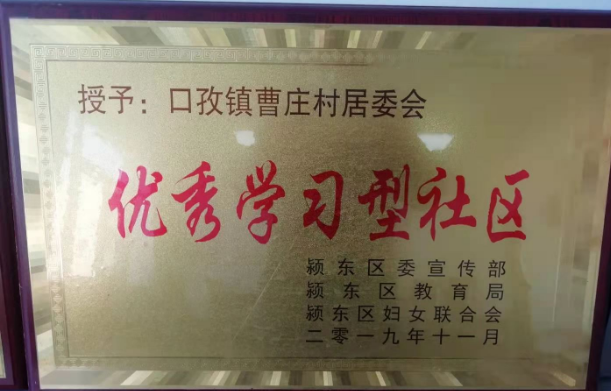 授予：口孜镇曹庄村居委会
优秀学习型社区
颍东区委宣传部
颍东区教育局
颍东区妇女联合会
二零一九年十一月